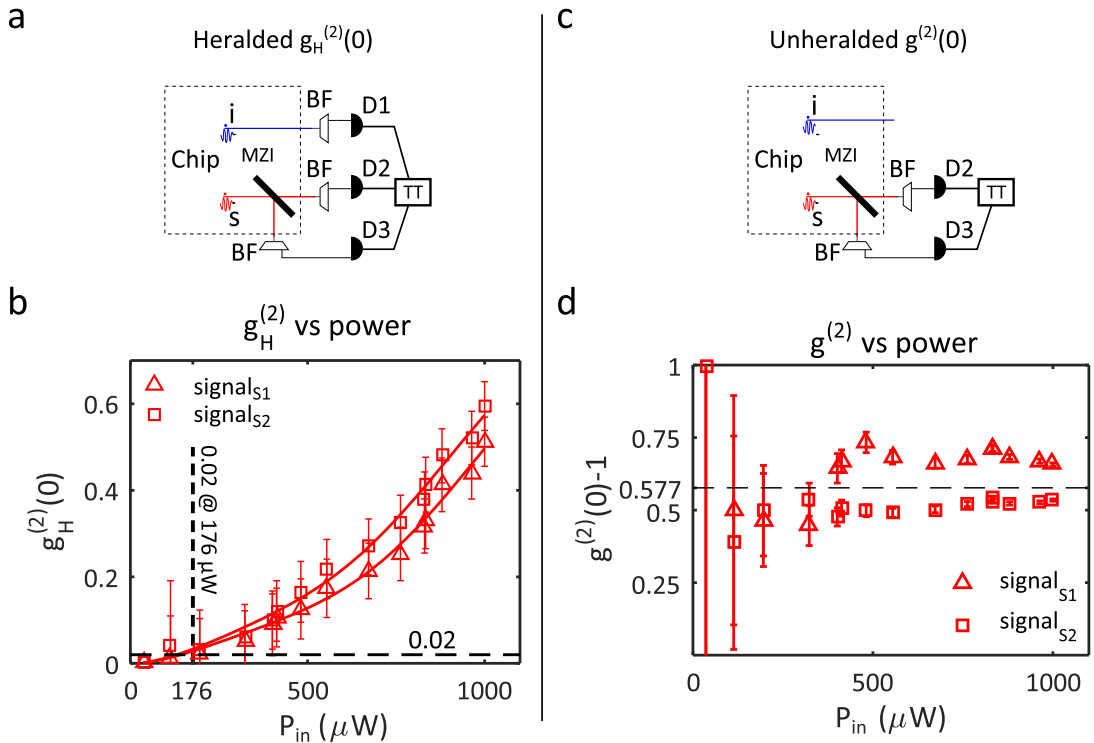 a
Heralded g_H^(2)(0)
i
BF
D1
Chip
MZI
BF
D2
TT
s
BF
D3
b
g_H^(2) vs power
signal_S1
signal_S2
0.02 @ 176 μW
0.02
0.6
0.4
0.2
0
g_H^(2)(0)
0
176
500
1000
P_in (μW)
c
Unheralded g^(2)(0)
i
Chip
MZI
BF
D2
TT
s
BF
D3
d
g^(2) vs power
1
0.75
0.577
0.5
0.25
g^(2)(0)-1
signal_S1
signal_S2
0
500
1000
P_in (μW)